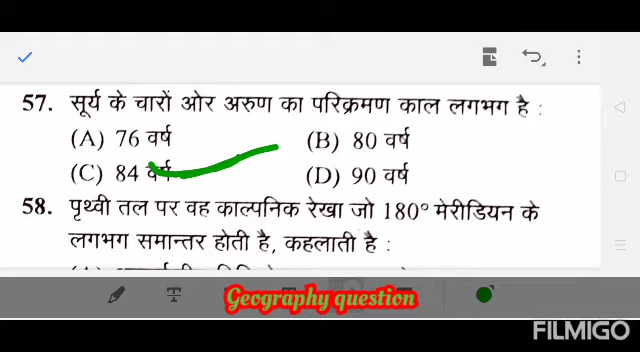 57. सूर्य के चारों ओर अरुण का परिक्रमण काल लगभग है :
(A) 76 वर्ष (B) 80 वर्ष
(C) 84 वर्ष (D) 90 वर्ष
58. पृथ्वी तल पर वह काल्पनिक रेखा जो 180° मेरीडियन के
लगभग समान्तर होती है, कहलाती है :
Geography question
FILMIGO